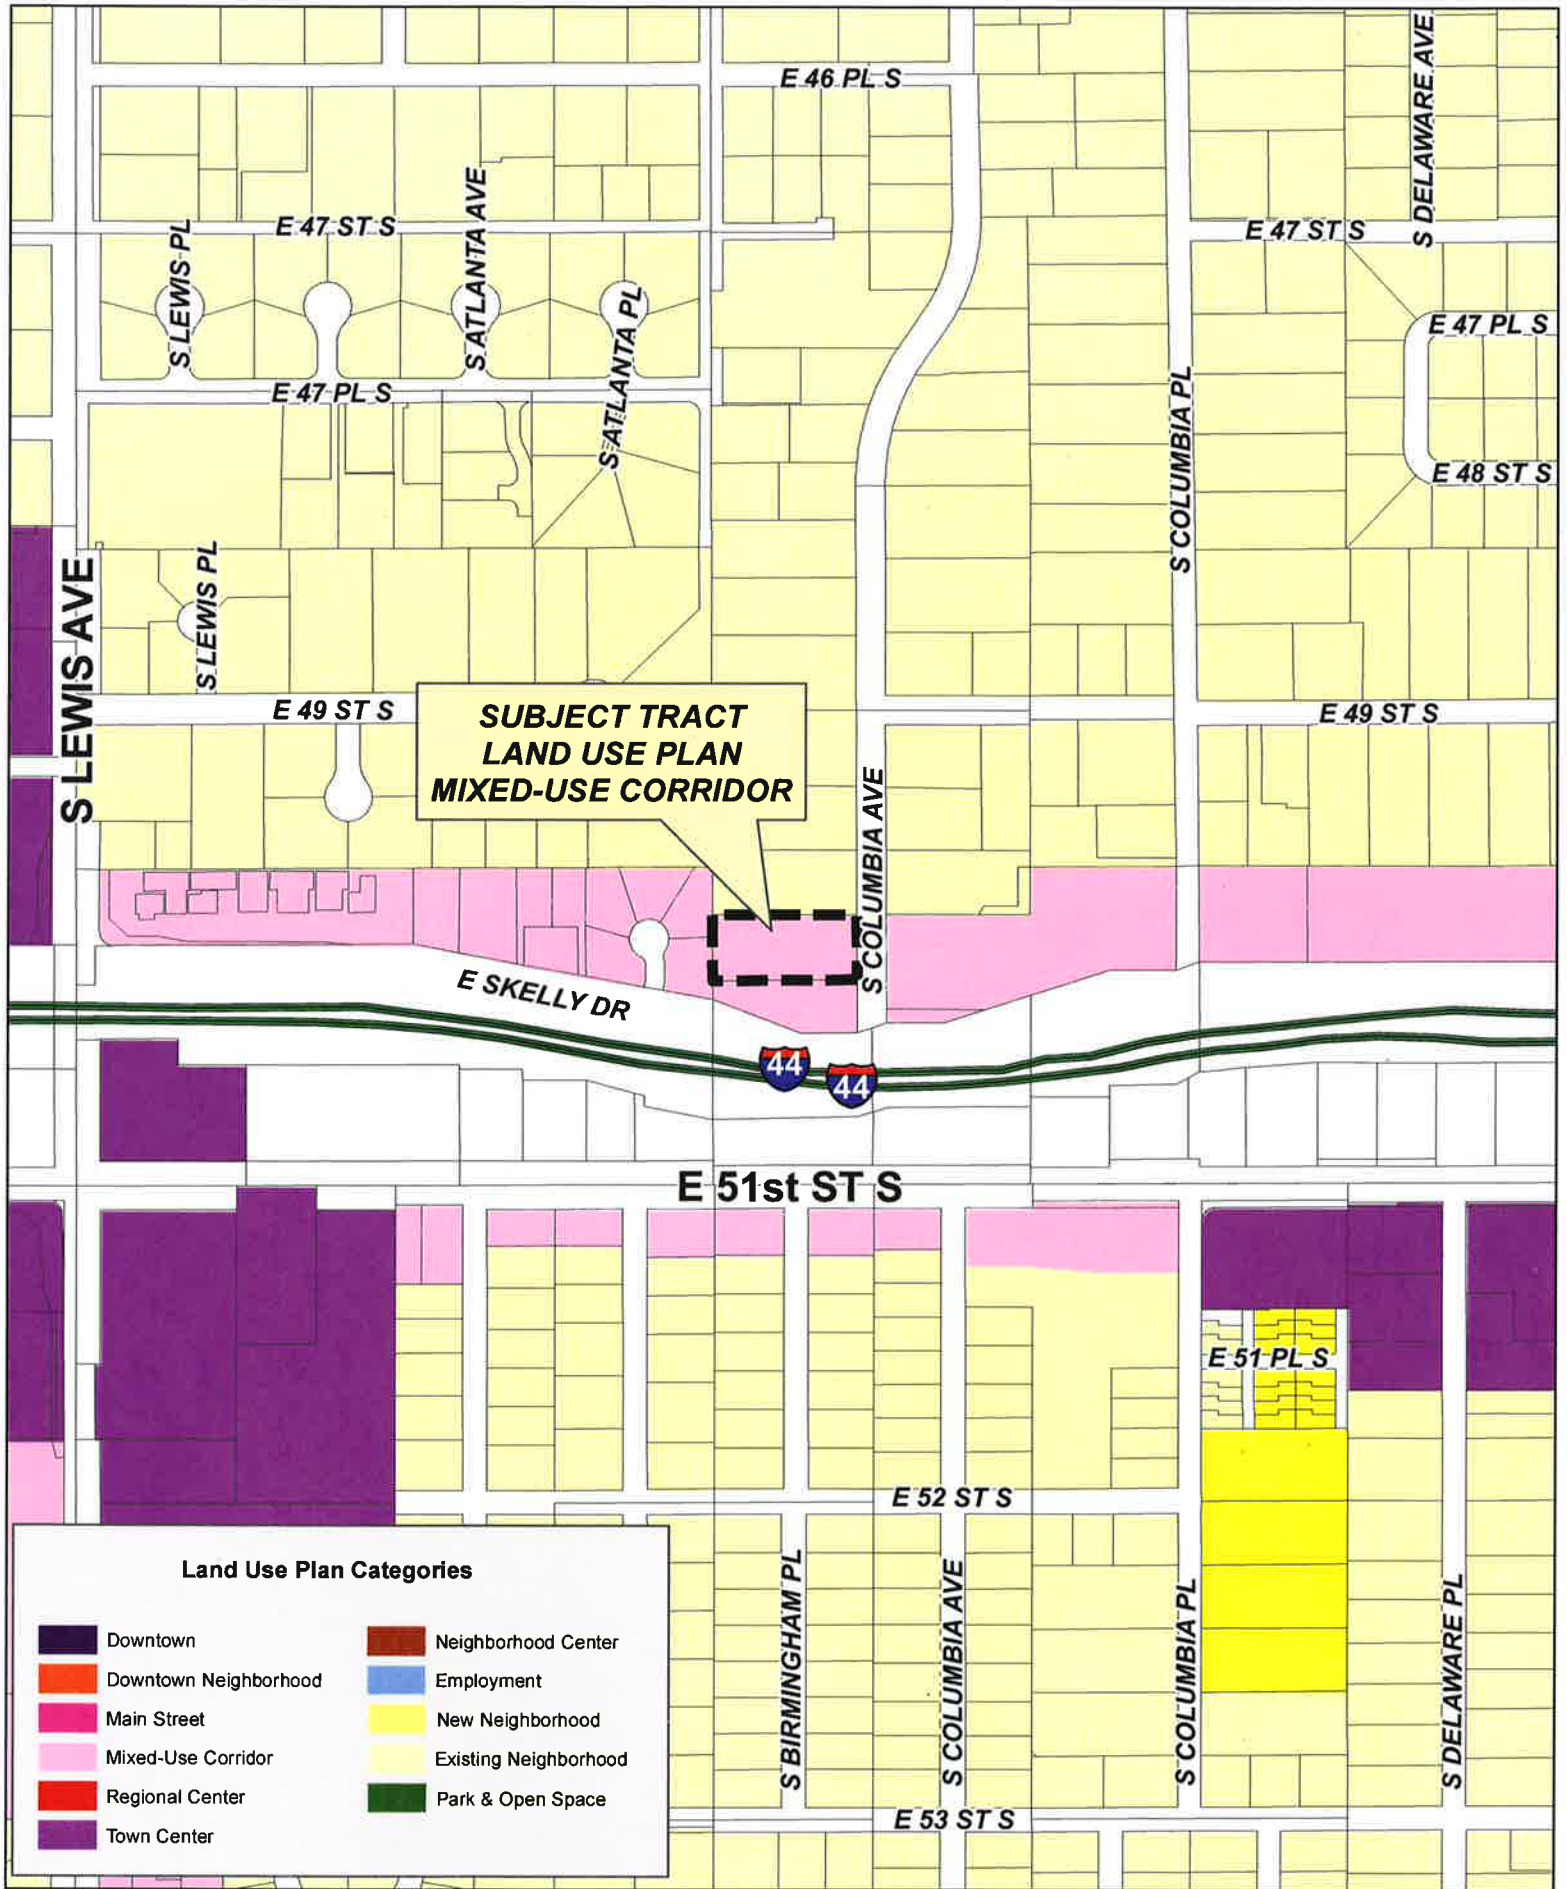 E 46 PL S
S DELAWARE AVE
E 47 ST S
E 47 ST S
S LEWIS PL
S ATLANTA AVE
S ATLANTA PL
E 47 PL S
E 47 PL S
S COLUMBIA PL
E 48 ST S
S LEWIS AVE
S LEWIS PL
E 49 ST S
E 49 ST S
SUBJECT TRACT
LAND USE PLAN
MIXED-USE CORRIDOR
S COLUMBIA AVE
E SKELLY DR
44
44
E 51st ST S
E 51 PL S
E 52 ST S
S BIRMINGHAM PL
S COLUMBIA AVE
S COLUMBIA PL
S DELAWARE PL
E 53 ST S
Land Use Plan Categories
Downtown
Downtown Neighborhood
Main Street
Mixed-Use Corridor
Regional Center
Town Center
Neighborhood Center
Employment
New Neighborhood
Existing Neighborhood
Park & Open Space